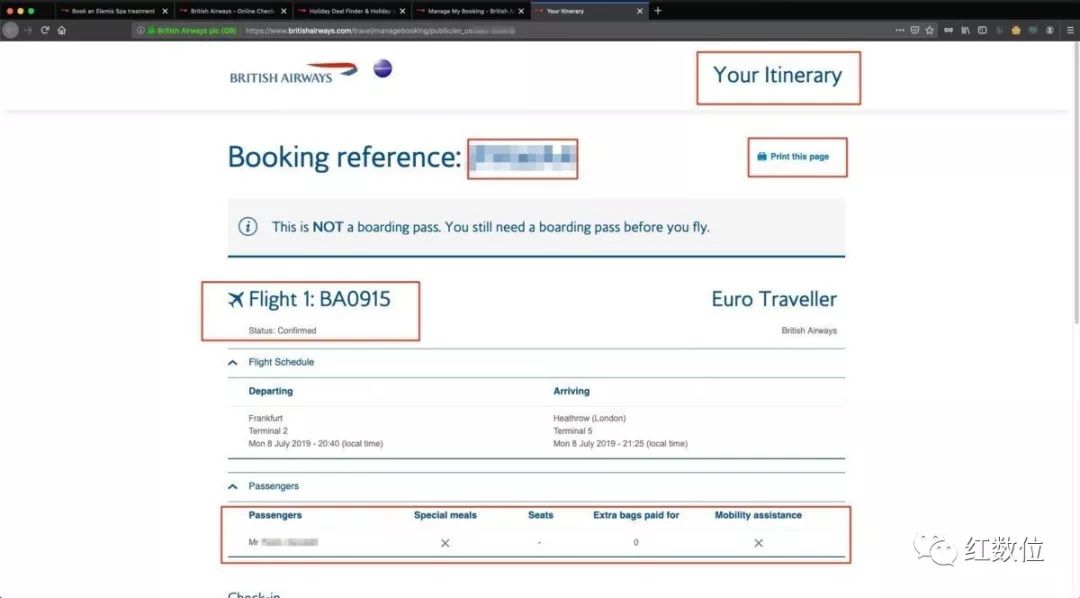 Book an Elemis Spa treatment
British Airways - Online Check
Holiday Deal Finder & Holiday
Manage My Booking - British A
Your Itinerary
British Airways plc (GB) https://www.britishairways.com/travel/managebooking/public/en_us
BRITISH AIRWAYS
Your Itinerary
Booking reference:
Print this page
This is NOT a boarding pass. You still need a boarding pass before you fly.
Flight 1: BA0915 Euro Traveller
Status: Confirmed British Airways
Flight Schedule
Departing Arriving
Frankfurt Heathrow (London)
Terminal 2 Terminal 5
Mon 8 July 2019 - 20:40 (local time) Mon 8 July 2019 - 21:25 (local time)
Passengers
Passengers Special meals Seats Extra bags paid for Mobility assistance
Mr - 0
Check-in
红数位